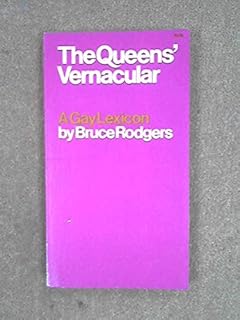 The Queens'
Vernacular
A Gay Lexicon
by Bruce Rodgers